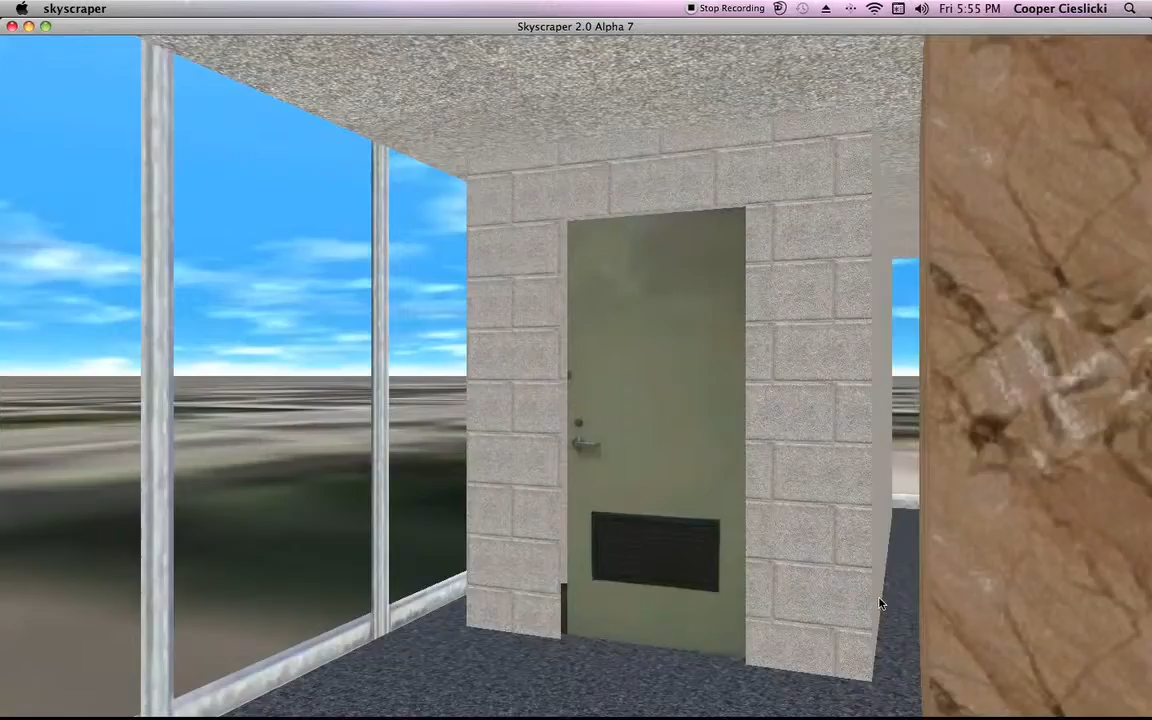 skyscraper
Stop Recording
Fri 5:55 PM
Cooper Cieslicki
Skyscraper 2.0 Alpha 7